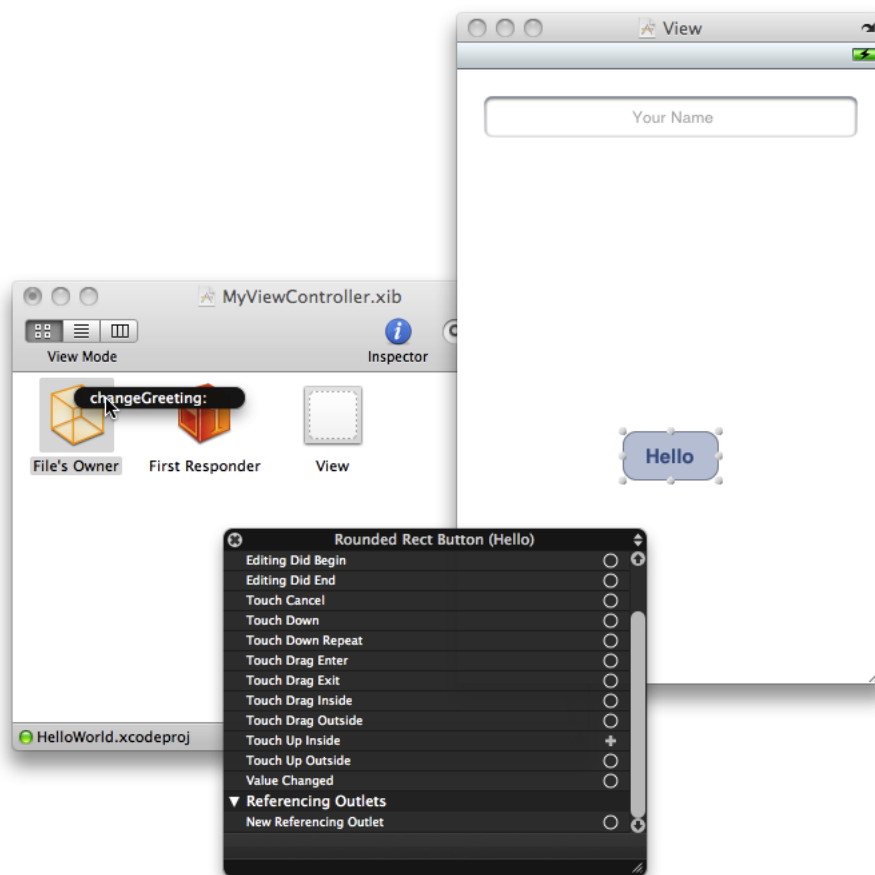 View
Your Name
Hello
MyViewController.xib
View Mode
Inspector
changeGreeting:
File's Owner
First Responder
View
HelloWorld.xcodeproj
Rounded Rect Button (Hello)
Editing Did Begin
Editing Did End
Touch Cancel
Touch Down
Touch Down Repeat
Touch Drag Enter
Touch Drag Exit
Touch Drag Inside
Touch Drag Outside
Touch Up Inside
Touch Up Outside
Value Changed
Referencing Outlets
New Referencing Outlet